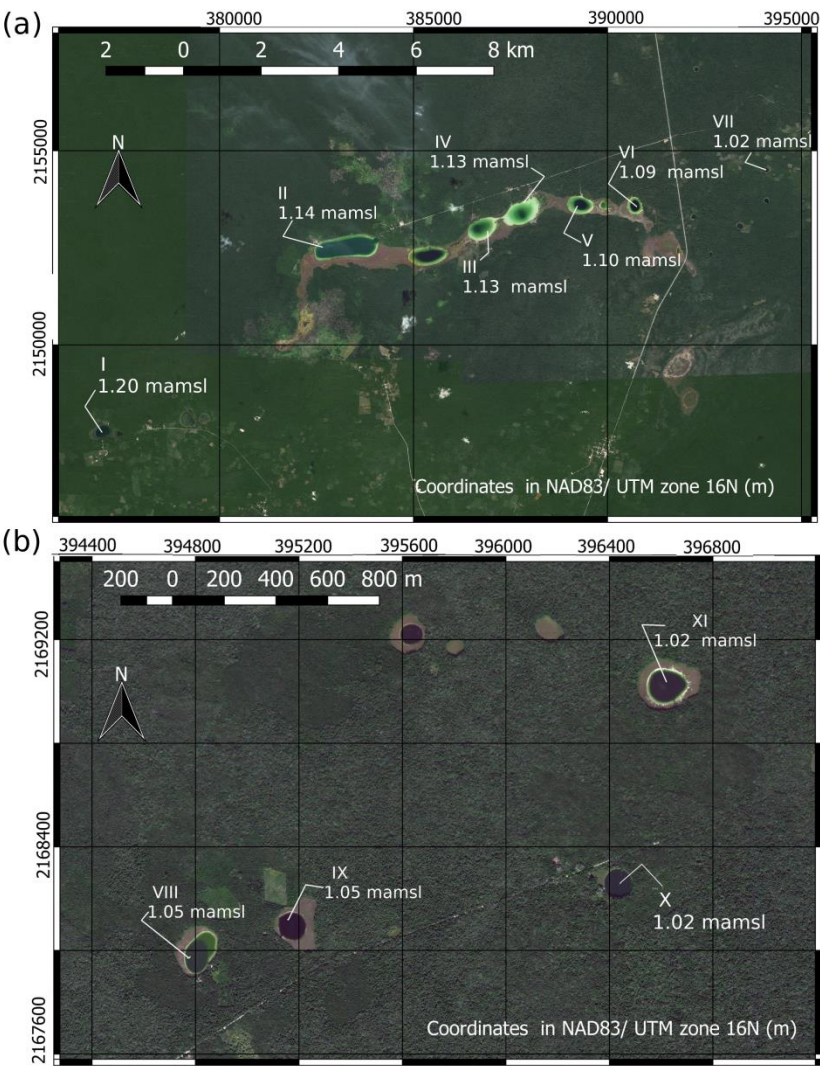 (a)
380000 385000 390000 395000
2 0 2 4 6 8 km
N
2155000
2150000
IV
1.13 mamsl
VII
1.02 mamsl
VI
1.09 mamsl
II
1.14 mamsl
V
1.10 mamsl
III
1.13 mamsl
I
1.20 mamsl
Coordinates in NAD83/ UTM zone 16N (m)
(b)
394400 394800 395200 395600 396000 396400 396800
200 0 200 400 600 800 m
N
2169200
2168400
2167600
XI
1.02 mamsl
IX
1.05 mamsl
VIII
1.05 mamsl
X
1.02 mamsl
Coordinates in NAD83/ UTM zone 16N (m)